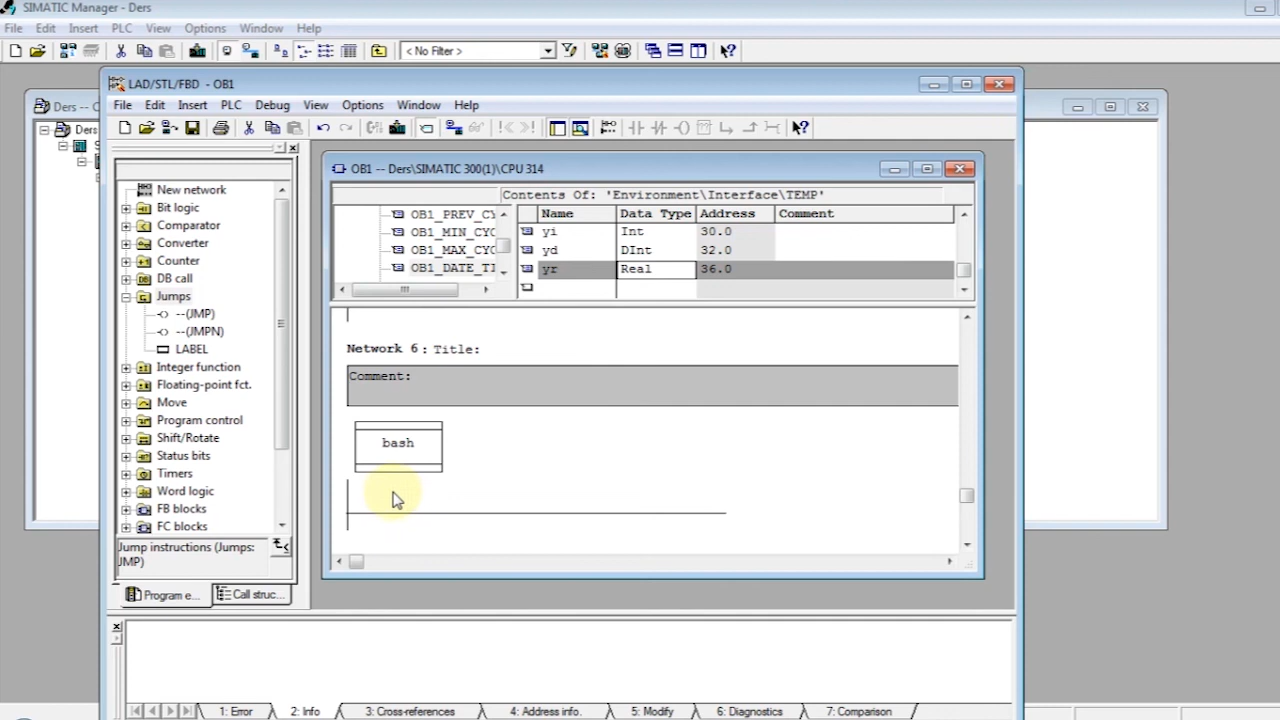 SIMATIC Manager - Ders
File Edit Insert PLC View Options Window Help
< No Filter >
LAD/STL/FBD - OB1
Ders -- C
File Edit Insert PLC Debug View Options Window Help
Ders
S
New network
Bit logic
Comparator
Converter
Counter
DB call
Jumps
--(JMP)
--(JMPN)
LABEL
Integer function
Floating-point fct.
Move
Program control
Shift/Rotate
Status bits
Timers
Word logic
FB blocks
FC blocks
Jump instructions (Jumps:
JMP)
Program e...
Call struc...
OB1 -- Ders\SIMATIC 300(1)\CPU 314
Contents Of: 'Environment\Interface\TEMP'
OB1_PREV_CY
OB1_MIN_CYC
OB1_MAX_CYC
OB1_DATE_TI
Name Data Type Address Comment
yi Int 30.0
yd DInt 32.0
yr Real 36.0
Network 6 : Title:
Comment:
bash
1: Error 2: Info 3: Cross-references 4: Address info. 5: Modify 6: Diagnostics 7: Comparison